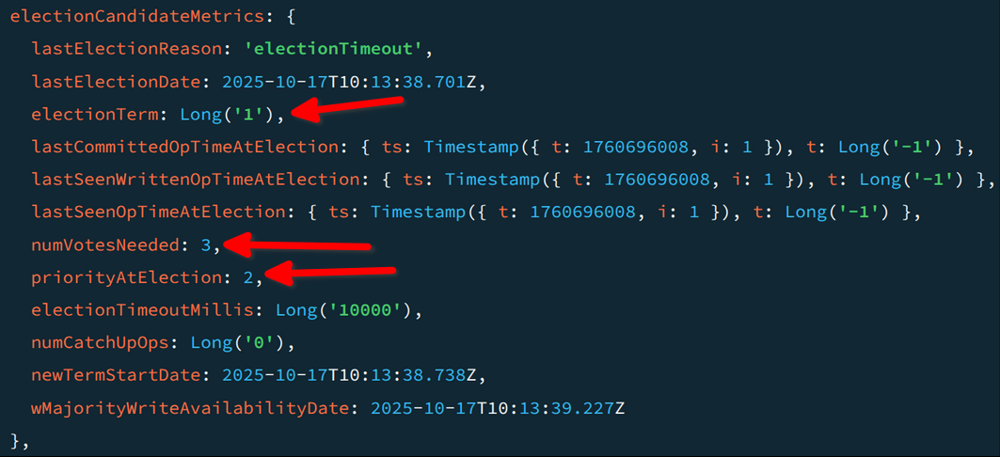 electionCandidateMetrics: {
lastElectionReason: 'electionTimeout',
lastElectionDate: 2025-10-17T10:13:38.701Z,
electionTerm: Long('1'),
lastCommittedOpTimeAtElection: { ts: Timestamp({ t: 1760696008, i: 1 }), t: Long('-1') },
lastSeenWrittenOpTimeAtElection: { ts: Timestamp({ t: 1760696008, i: 1 }), t: Long('-1') },
lastSeenOpTimeAtElection: { ts: Timestamp({ t: 1760696008, i: 1 }), t: Long('-1') },
numVotesNeeded: 3,
priorityAtElection: 2,
electionTimeoutMillis: Long('10000'),
numCatchUpOps: Long('0'),
newTermStartDate: 2025-10-17T10:13:38.738Z,
wMajorityWriteAvailabilityDate: 2025-10-17T10:13:39.227Z
},